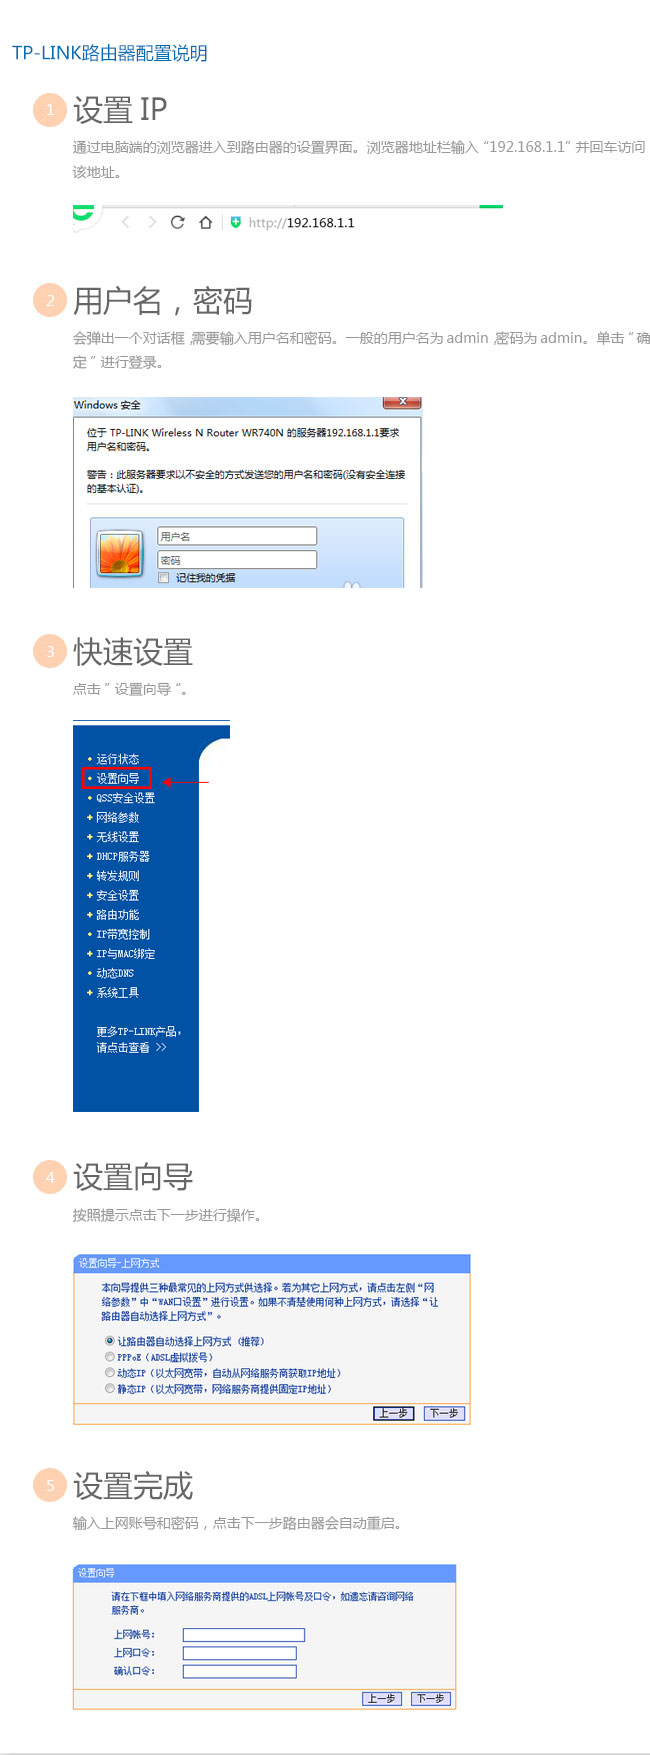 TP-LINK路由器配置说明
1 设置 IP
通过电脑端的浏览器进入到路由器的设置界面。浏览器地址栏输入 “192.168.1.1” 并回车访问
该地址。
http://192.168.1.1
2 用户名，密码
会弹出一个对话框 ,需要输入用户名和密码。一般的用户名为 admin ,密码为 admin。单击 “ 确
定 ” 进行登录。
Windows 安全
位于 TP-LINK Wireless N Router WR740N 的服务器192.168.1.1要求
用户名和密码。
警告：此服务器要求以不安全的方式发送您的用户名和密码(没有安全连接
的基本认证)。
用户名
密码
记住我的凭据
3 快速设置
点击 “ 设置向导 ”。
运行状态
设置向导
QSS安全设置
网络参数
无线设置
DHCP服务器
转发规则
安全设置
路由功能
IP带宽控制
IP与MAC绑定
动态DNS
系统工具
更多TP-LINK产品，
请点击查看 >>
4 设置向导
按照提示点击下一步进行操作。
设置向导-上网方式
本向导提供三种最常见的上网方式供选择。若为其它上网方式，请点击左侧“网
络参数”中“WAN口设置”进行设置。如果不清楚使用何种上网方式，请选择“让
路由器自动选择上网方式”。
让路由器自动选择上网方式（推荐）
PPPoE（ADSL虚拟拨号）
动态IP（以太网宽带，自动从网络服务商获取IP地址）
静态IP（以太网宽带，网络服务商提供固定IP地址）
上一步 下一步
5 设置完成
输入上网账号和密码，点击下一步路由器会自动重启。
设置向导
请在下框中填入网络服务商提供的ADSL上网帐号及口令，如遗忘请咨询网络
服务商。
上网帐号：
上网口令：
确认口令：
上一步 下一步